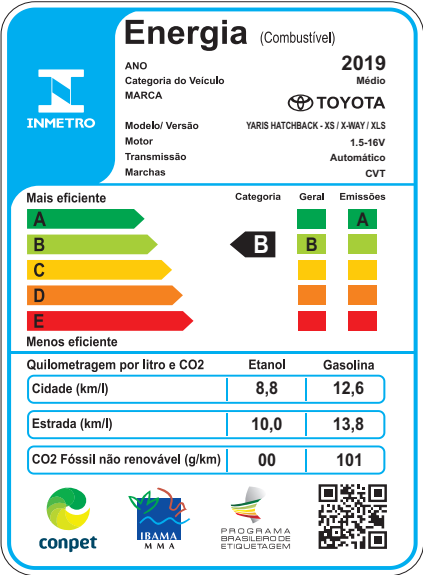 Energia (Combustível)
ANO 2019
Categoria do Veículo Médio
MARCA TOYOTA
INMETRO
Modelo/ Versão YARIS HATCHBACK - XS / X-WAY / XLS
Motor 1.5-16V
Transmissão Automático
Marchas CVT
Mais eficiente Categoria Geral Emissões
A A
B B B
C
D
E
Menos eficiente
Quilometragem por litro e CO2 Etanol Gasolina
Cidade (km/l) 8,8 12,6
Estrada (km/l) 10,0 13,8
CO2 Fóssil não renovável (g/km) 00 101
conpet
IBAMA
MMA
PROGRAMA
BRASILEIRO DE
ETIQUETAGEM